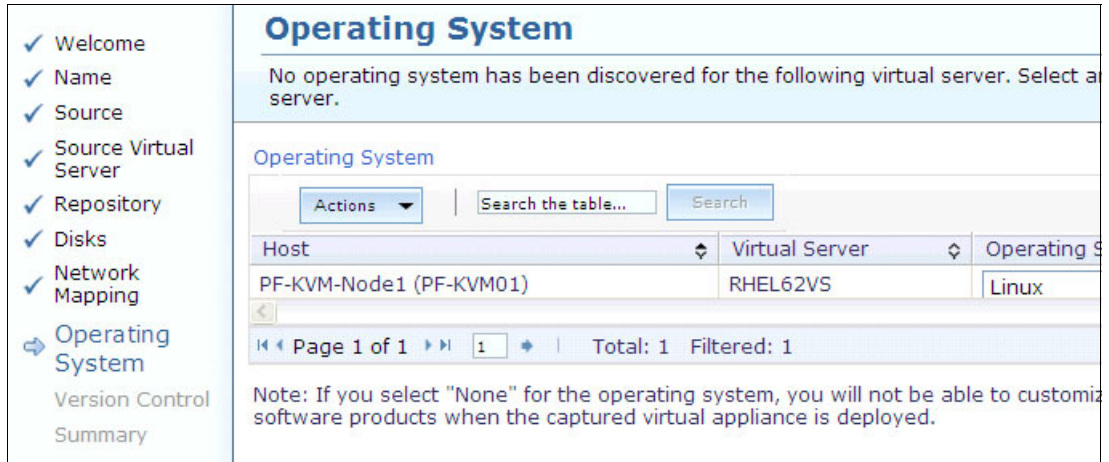 Welcome
Name
Source
Source Virtual
Server
Repository
Disks
Network
Mapping
Operating
System
Version Control
Summary
Operating System
No operating system has been discovered for the following virtual server. Select
server.
Operating System
Actions
Search the table...
Search
Host Virtual Server Operating
PF-KVM-Node1 (PF-KVM01) RHEL62VS Linux
Page 1 of 1 1 Total: 1 Filtered: 1
Note: If you select "None" for the operating system, you will not be able to
software products when the captured virtual appliance is deployed.